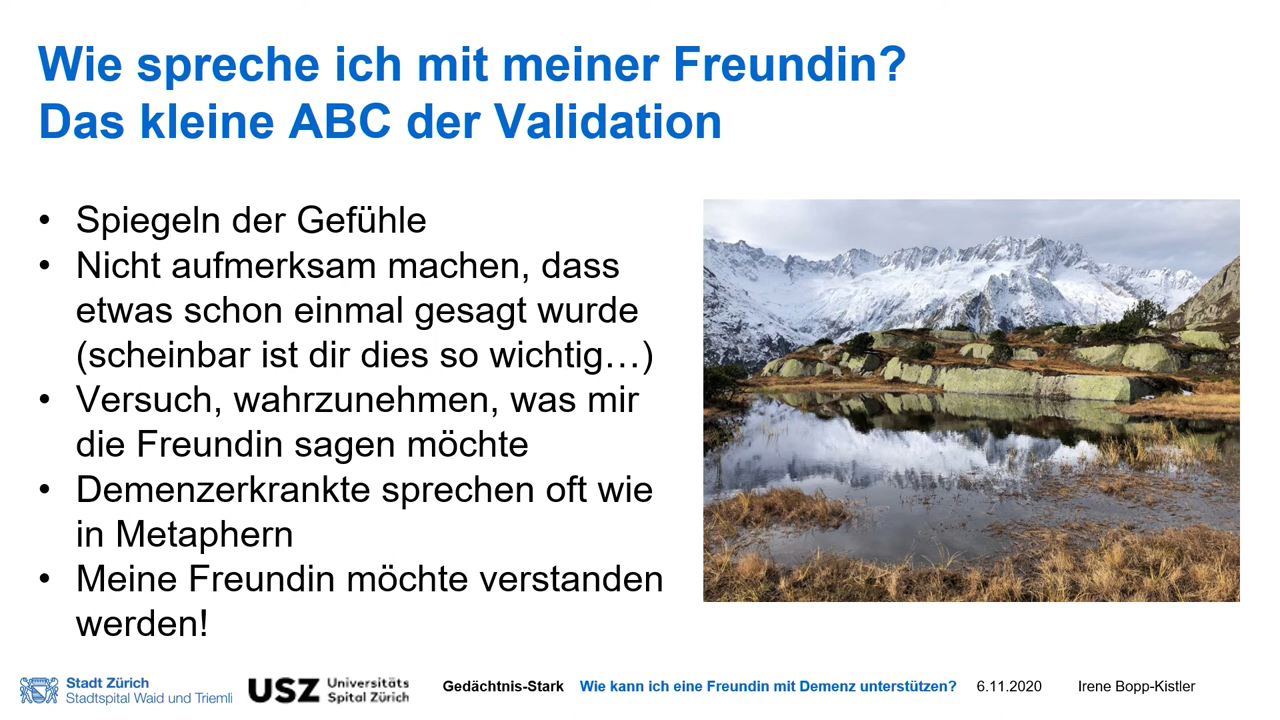 Wie spreche ich mit meiner Freundin?
Das kleine ABC der Validation
• Spiegeln der Gefühle
• Nicht aufmerksam machen, dass
etwas schon einmal gesagt wurde
(scheinbar ist dir dies so wichtig…)
• Versuch, wahrzunehmen, was mir
die Freundin sagen möchte
• Demenzerkrankte sprechen oft wie
in Metaphern
• Meine Freundin möchte verstanden
werden!
Stadt Zürich
Stadtspital Waid und Triemli
USZ Universitäts
Spital Zürich
Gedächtnis-Stark Wie kann ich eine Freundin mit Demenz unterstützen? 6.11.2020 Irene Bopp-Kistler